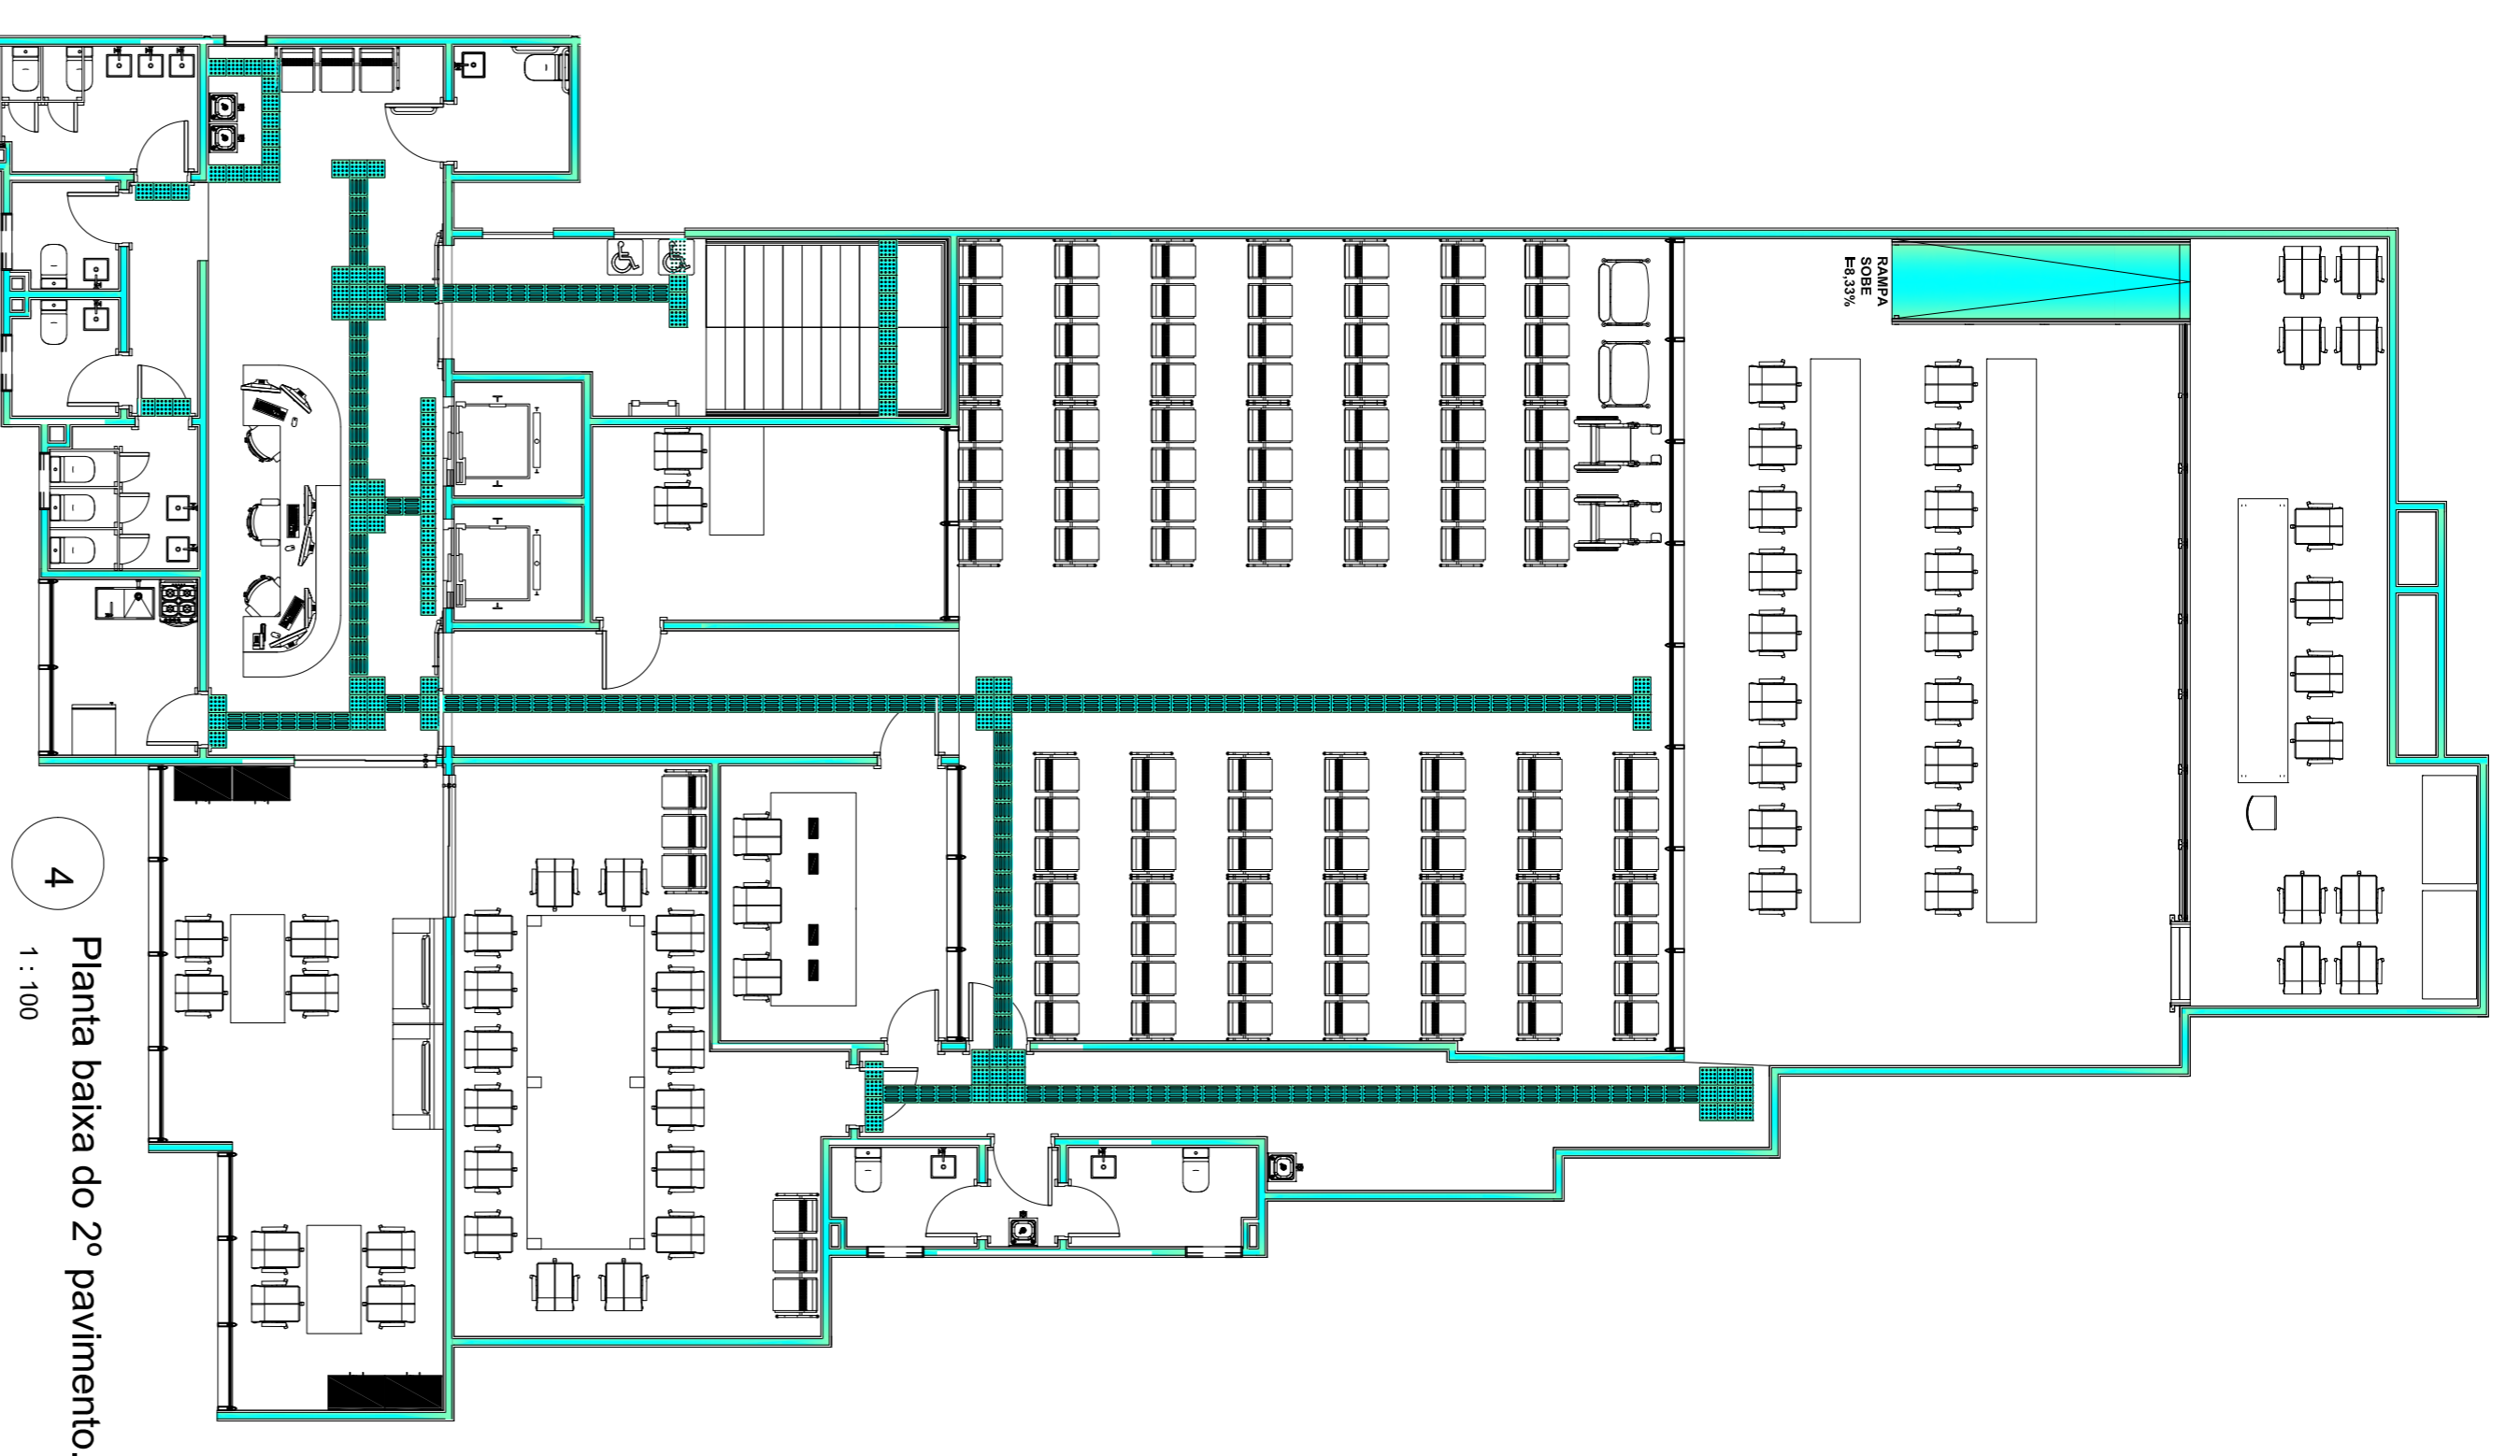 RAMPA
SOBE
I=8,33%
4
Planta baixa do 2º pavimento.
1 : 100